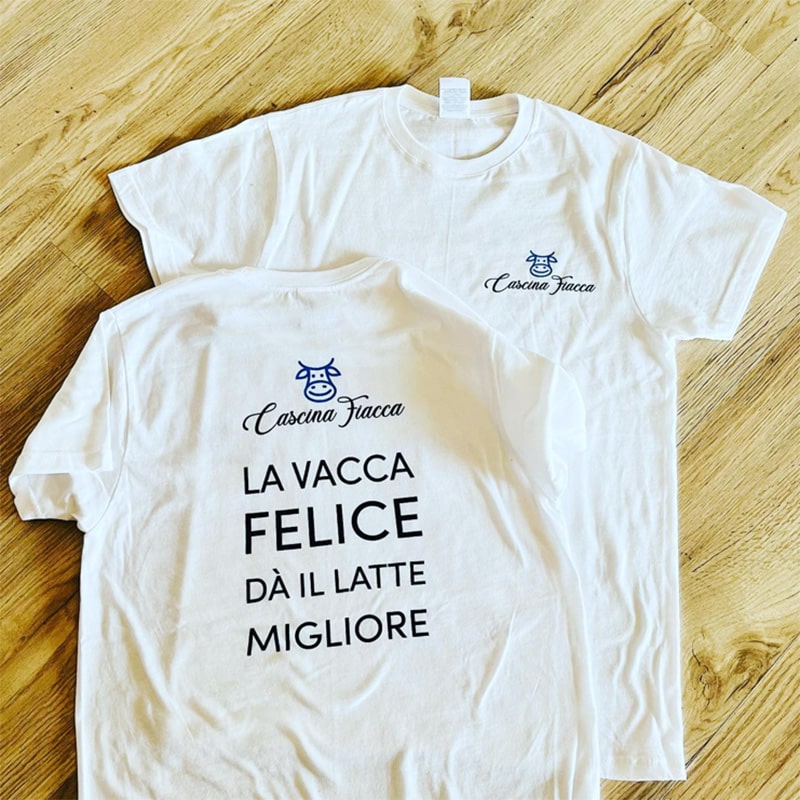 Cascina Fiacca
Cascina Fiacca
LA VACCA
FELICE
DÀ IL LATTE
MIGLIORE